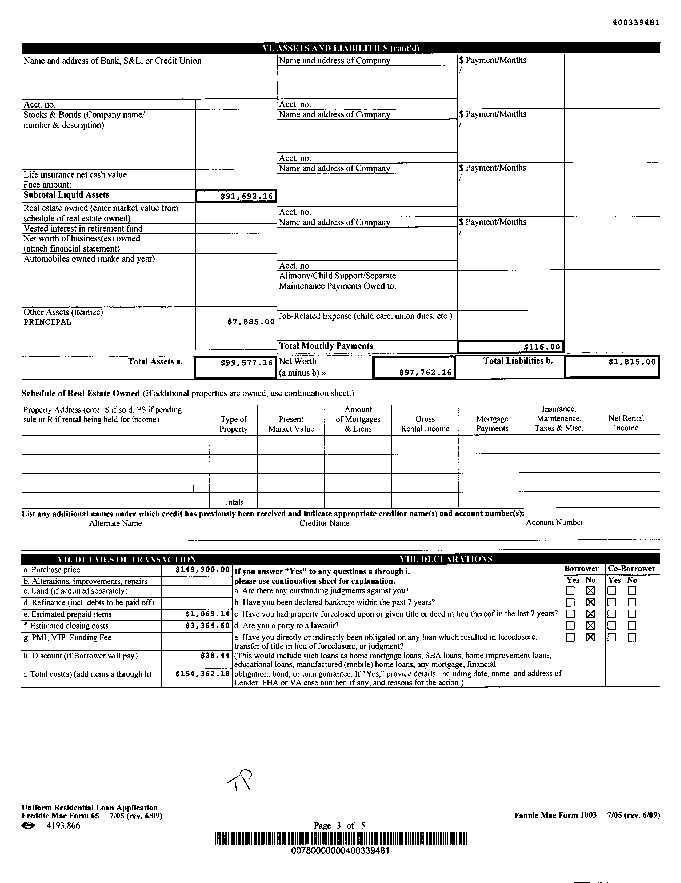 400339481
VI. ASSETS AND LIABILITIES (cont'd)
Name and address of Bank, S&L, or Credit Union
Name and address of Company
$ Payment/Months
/
Acct. no.
Acct. no.
Stocks & Bonds (Company name/
number & description)
Name and address of Company
$ Payment/Months
/
Acct. no.
Name and address of Company
$ Payment/Months
/
Life insurance net cash value
Face amount:
Subtotal Liquid Assets
$91,692.16
Real estate owned (enter market value from
schedule of real estate owned)
Acct. no.
Name and address of Company
$ Payment/Months
/
Vested interest in retirement fund
Net worth of business(es) owned
(attach financial statement)
Automobiles owned (make and year)
Acct. no.
Alimony/Child Support/Separate
Maintenance Payments Owed to:
Other Assets (itemize)
PRINCIPAL
$7,885.00
Job-Related Expense (child care, union dues, etc.)
Total Monthly Payments
$116.00
Total Assets a.
$99,577.16
Net Worth
(a minus b) »
$97,762.16
Total Liabilities b.
$1,815.00
Schedule of Real Estate Owned (If additional properties are owned, use continuation sheet.)
Property Address (enter S if sold, PS if pending
sale or R if rental being held for income)
Type of
Property
Present
Market Value
Amount
of Mortgages
& Liens
Gross
Rental Income
Mortgage
Payments
Insurance,
Maintenance,
Taxes & Misc.
Net Rental
Income
Totals
List any additional names under which credit has previously been received and indicate appropriate creditor name(s) and account number(s):
Alternate Name
Creditor Name
Account Number
VII. DETAILS OF TRANSACTION
VIII. DECLARATIONS
a. Purchase price
$149,900.00
b. Alterations, improvements, repairs
c. Land (if acquired separately)
d. Refinance (incl. debts to be paid off)
e. Estimated prepaid items
$1,069.14
f. Estimated closing costs
$3,364.60
g. PMI, MIP, Funding Fee
h. Discount (if Borrower will pay)
$28.44
i. Total costs (add items a through h)
$154,362.18
If you answer "Yes" to any questions a through i,
please use continuation sheet for explanation.
Borrower
Co-Borrower
Yes No
Yes No
a. Are there any outstanding judgments against you?
b. Have you been declared bankrupt within the past 7 years?
c. Have you had property foreclosed upon or given title or deed in lieu thereof in the last 7 years?
d. Are you a party to a lawsuit?
e. Have you directly or indirectly been obligated on any loan which resulted in foreclosure,
transfer of title in lieu of foreclosure, or judgment?
(This would include such loans as home mortgage loans, SBA loans, home improvement loans,
educational loans, manufactured (mobile) home loans, any mortgage, financial
obligation, bond, or loan guarantee. If "Yes," provide details, including date, name, and address of
Lender, FHA or VA case number, if any, and reasons for the action.)
TP
Uniform Residential Loan Application
Freddie Mac Form 65 7/05 (rev. 6/09)
4193.866
Page 3 of 5
Fannie Mae Form 1003 7/05 (rev. 6/09)
00780000000400339481